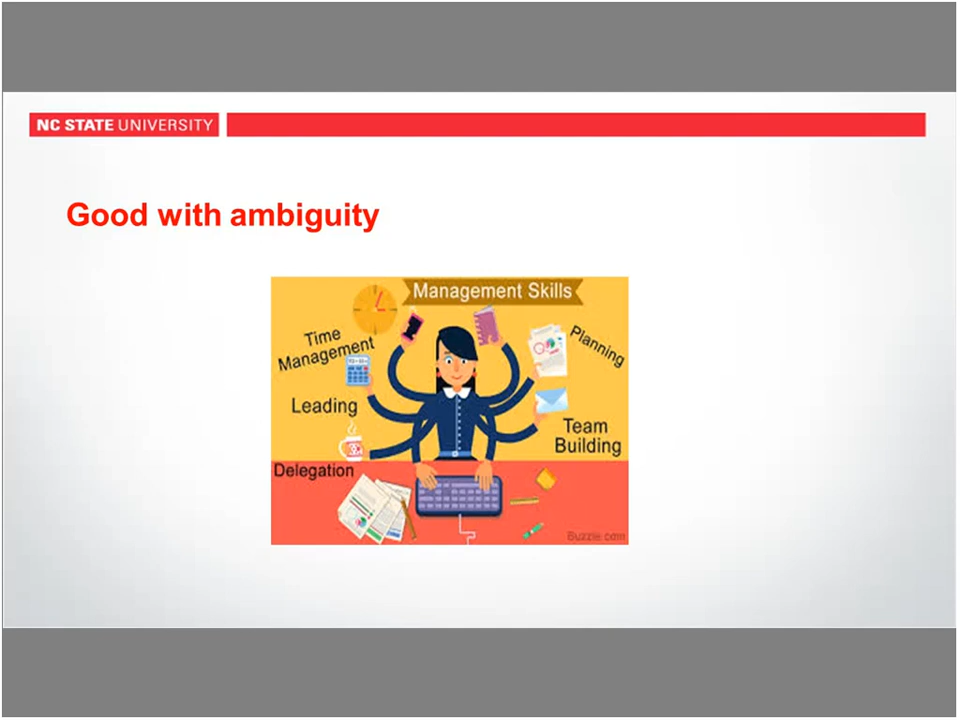 NC STATE UNIVERSITY
Good with ambiguity
Management Skills
Time
Management
Planning
Leading
Team
Building
Delegation
Buzzle.com